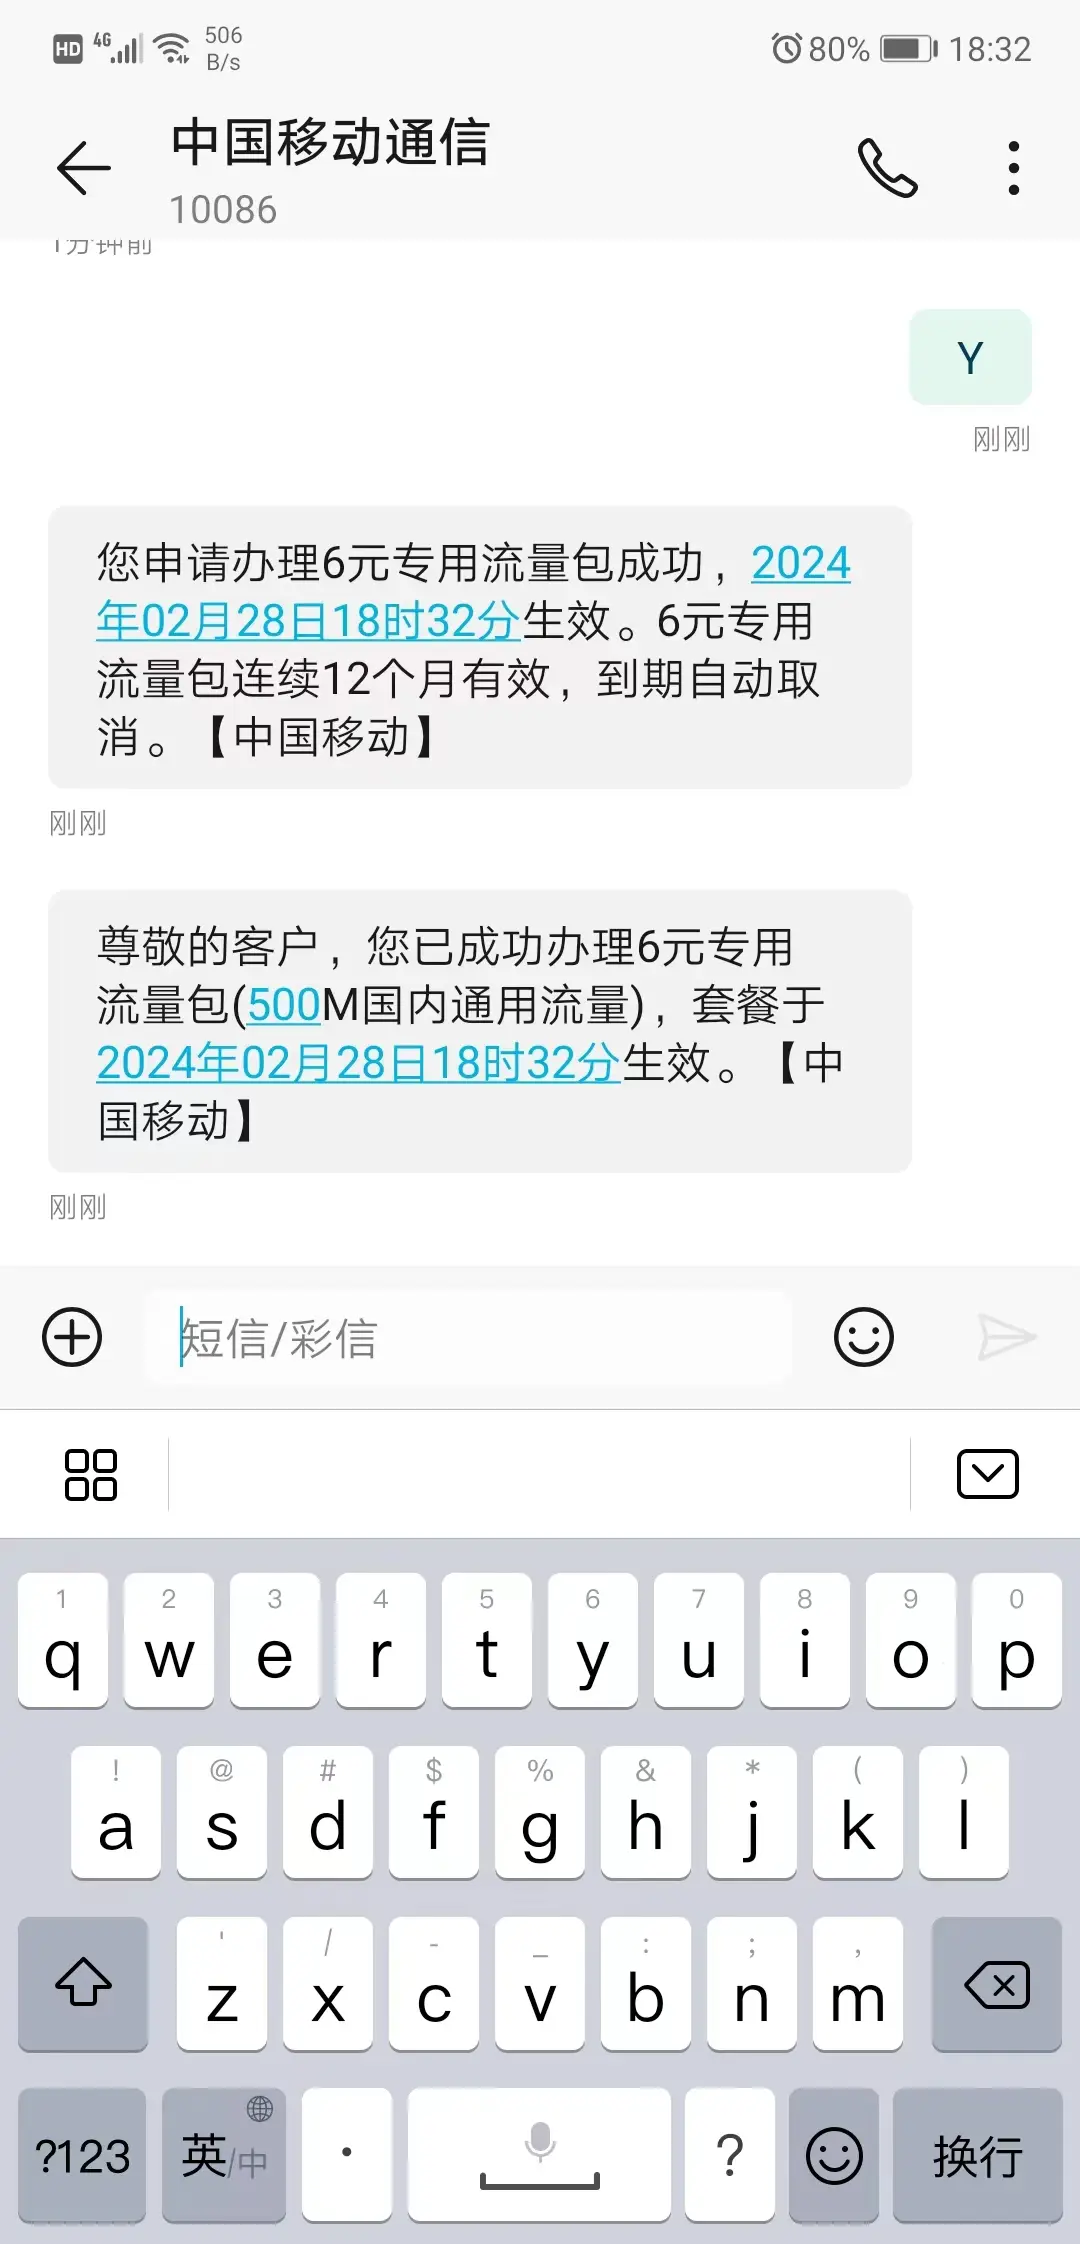 HD 4G 506 B/s 80% 18:32
中国移动通信
10086
1分钟前
Y
刚刚
您申请办理6元专用流量包成功，2024
年02月28日18时32分生效。6元专用
流量包连续12个月有效，到期自动取
消。【中国移动】
刚刚
尊敬的客户，您已成功办理6元专用
流量包(500M国内通用流量)，套餐于
2024年02月28日18时32分生效。【中
国移动】
刚刚
短信/彩信
1 2 3 4 5 6 7 8 9 0
q w e r t y u i o p
! @ # $ % & * ( )
a s d f g h j k l
' / - _ : ; ,
z x c v b n m
?123 英/中 · ? 换行